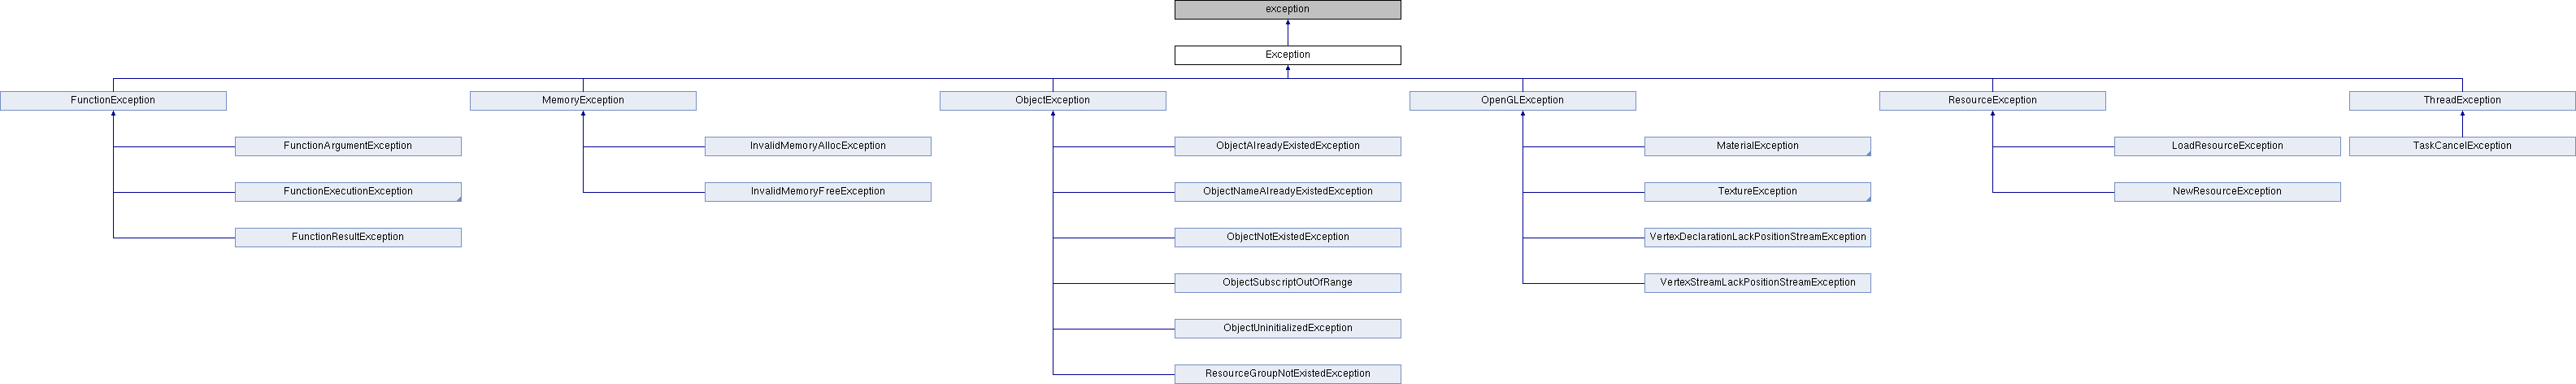 exception
Exception
FunctionException
MemoryException
ObjectException
OpenGLException
ResourceException
ThreadException
FunctionArgumentException
InvalidMemoryAllocException
ObjectAlreadyExistedException
MaterialException
LoadResourceException
TaskCancelException
FunctionExecutionException
InvalidMemoryFreeException
ObjectNameAlreadyExistedException
TextureException
NewResourceException
FunctionResultException
ObjectNotExistedException
VertexDeclarationLackPositionStreamException
ObjectSubscriptOutOfRange
VertexStreamLackPositionStreamException
ObjectUninitializedException
ResourceGroupNotExistedException